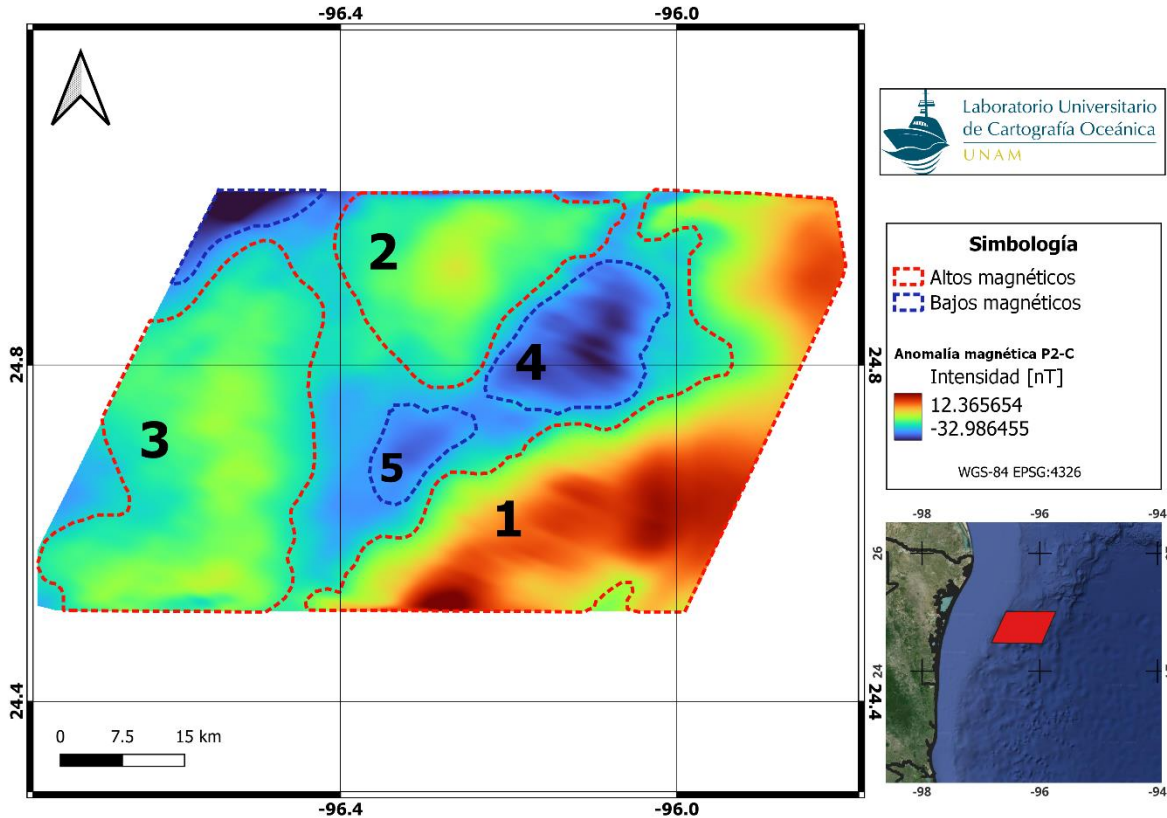 -96.4 -96.0
Laboratorio Universitario
de Cartografía Oceánica
UNAM
2
Simbología
Altos magnéticos
Bajos magnéticos
24.8
4
24.8
Anomalía magnética P2-C
Intensidad [nT]
12.365654
-32.986455
3
5
WGS-84 EPSG:4326
1
-98 -96 -94
26
24
24.4
24.4
0 7.5 15 km
-96.4 -96.0
-98 -96 -94